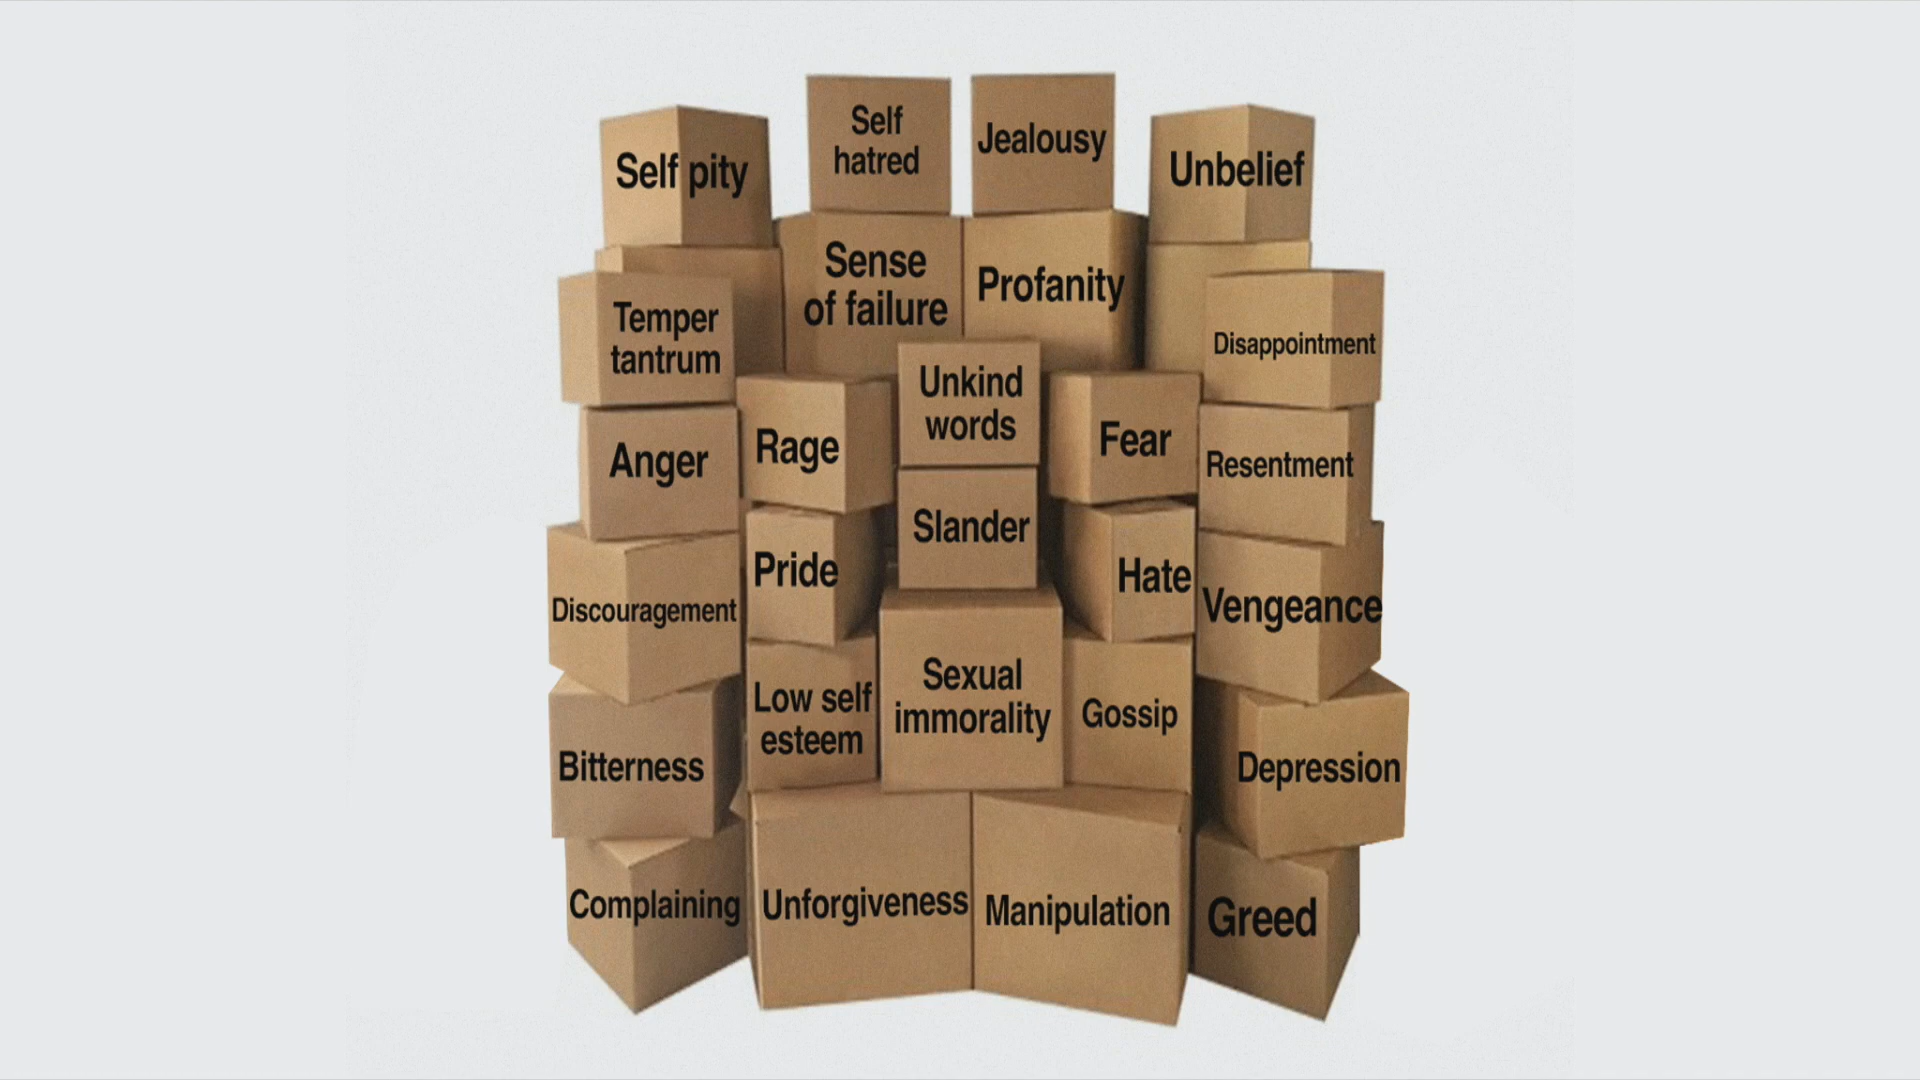 Self pity
Self
hatred
Jealousy
Unbelief
Temper
tantrum
Sense
of failure
Profanity
Disappointment
Anger
Rage
Unkind
words
Fear
Resentment
Discouragement
Pride
Slander
Hate
Vengeance
Bitterness
Low self
esteem
Sexual
immorality
Gossip
Depression
Complaining
Unforgiveness
Manipulation
Greed